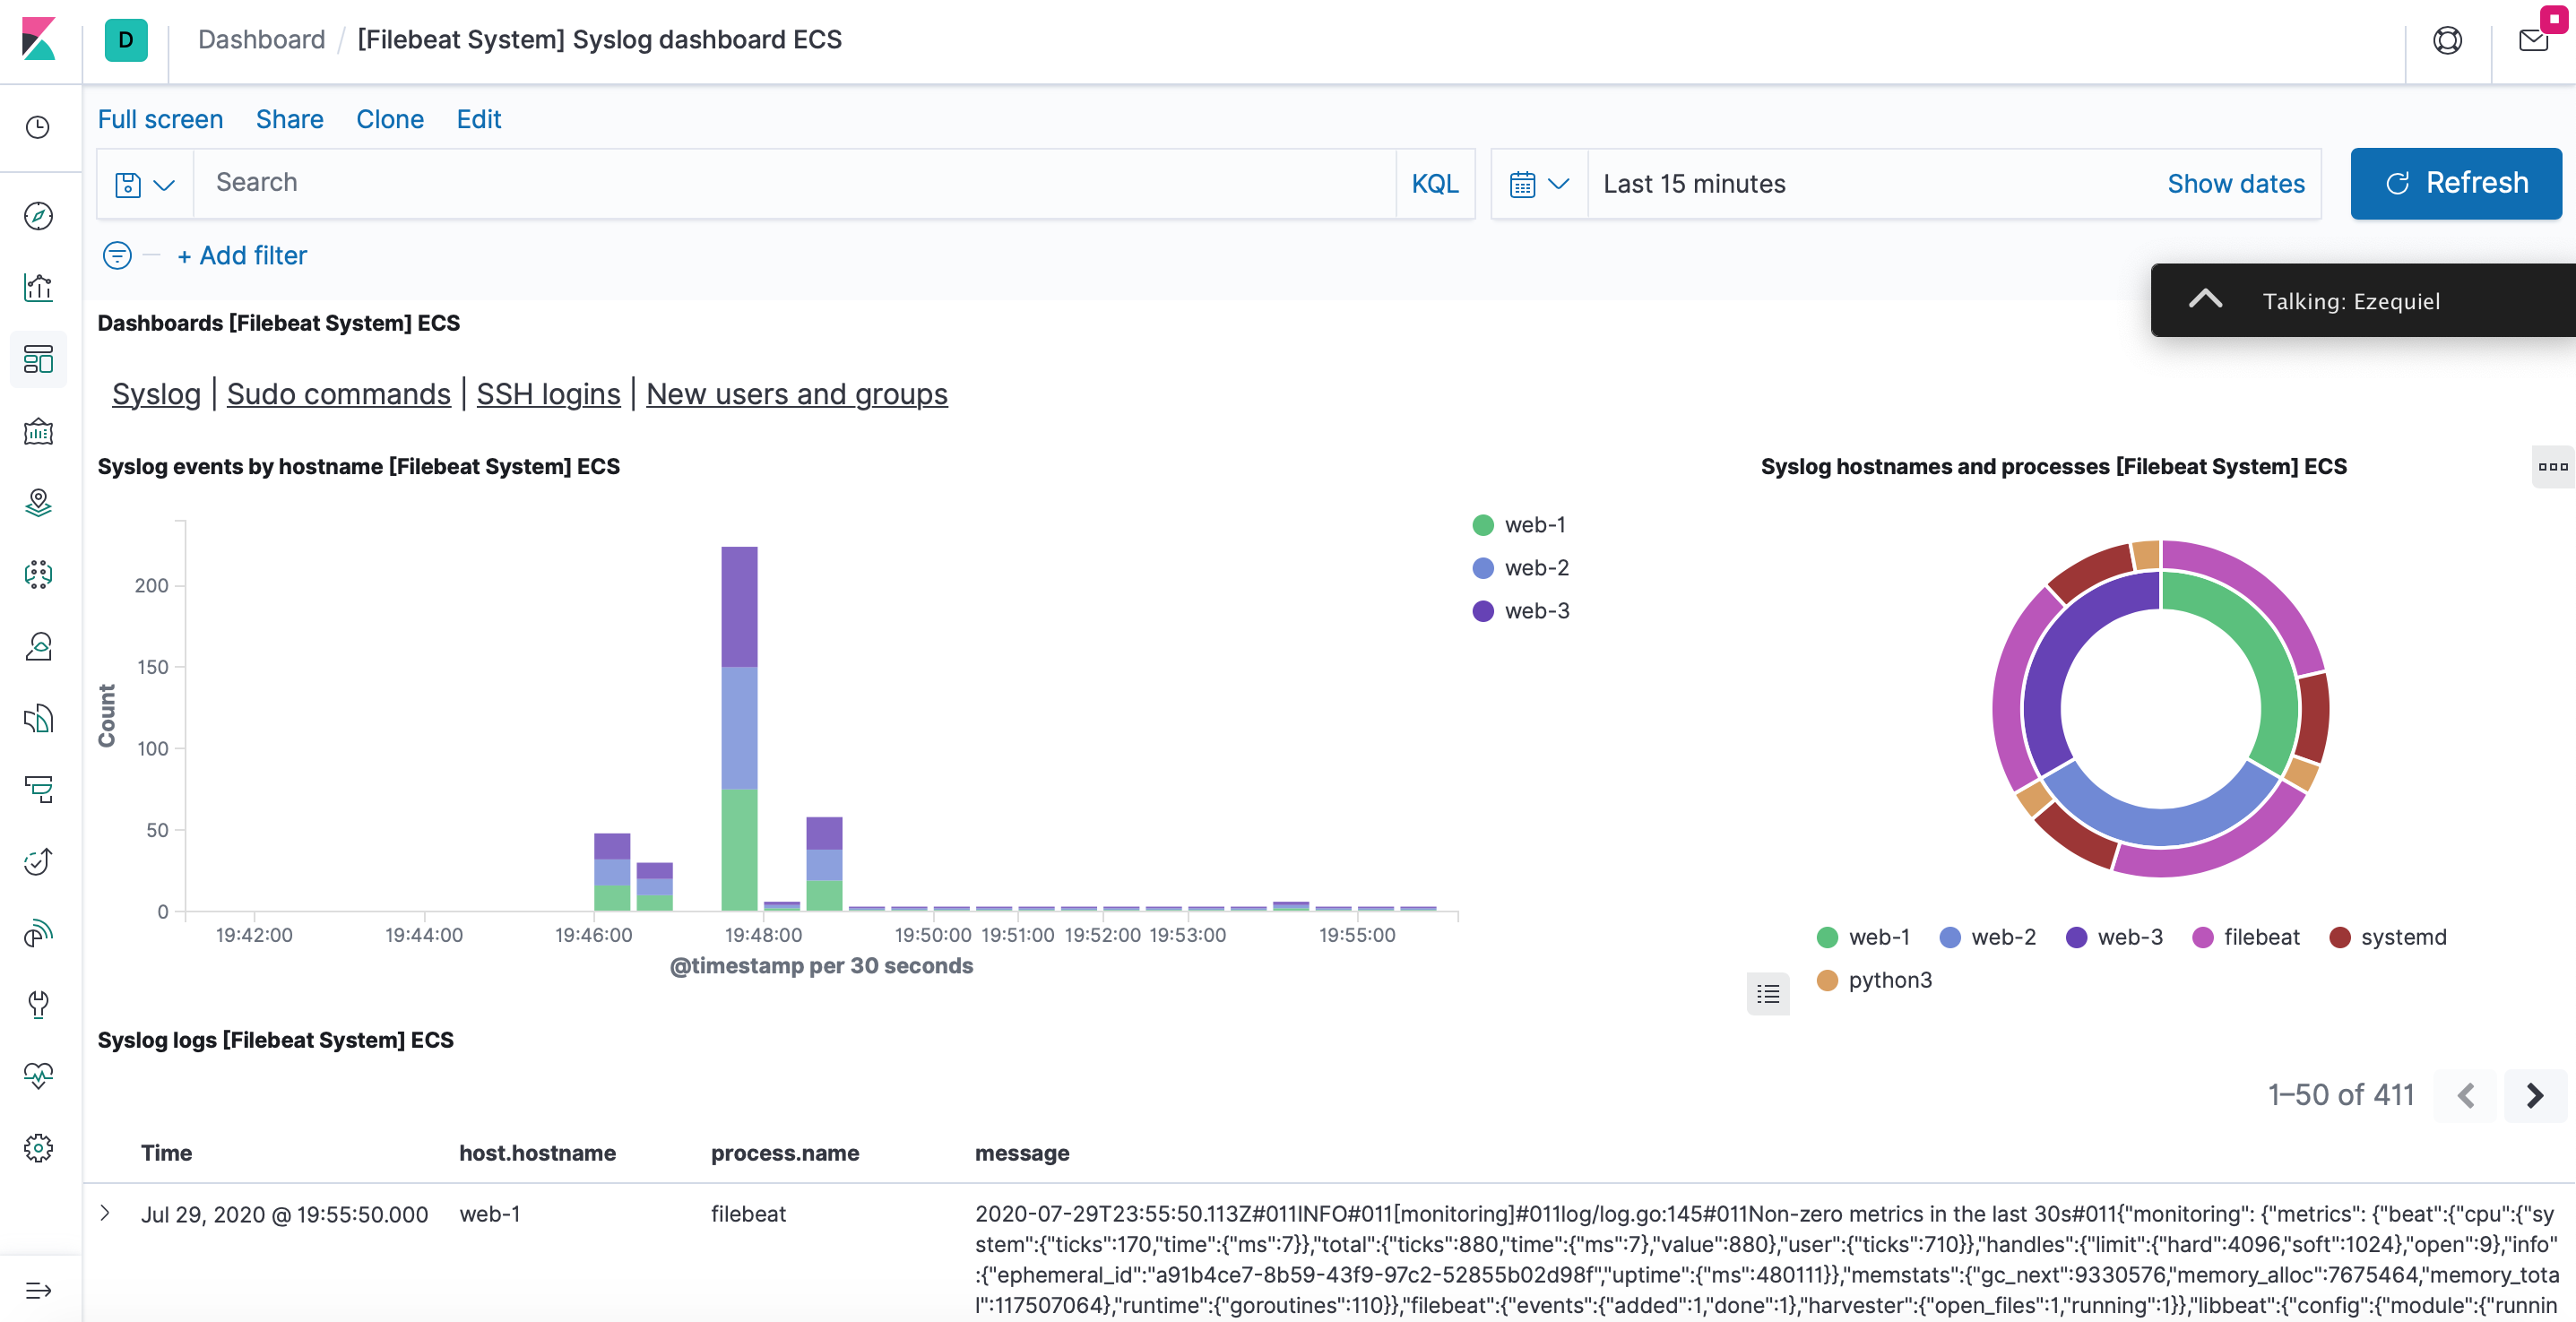 D Dashboard / [Filebeat System] Syslog dashboard ECS
Full screen Share Clone Edit
Search KQL Last 15 minutes Show dates Refresh
+ Add filter
Talking: Ezequiel
Dashboards [Filebeat System] ECS
Syslog | Sudo commands | SSH logins | New users and groups
Syslog events by hostname [Filebeat System] ECS
200
150
100
50
0
Count
19:42:00 19:44:00 19:46:00 19:48:00 19:50:00 19:51:00 19:52:00 19:53:00 19:55:00
@timestamp per 30 seconds
web-1
web-2
web-3
Syslog hostnames and processes [Filebeat System] ECS
web-1 web-2 web-3 filebeat systemd
python3
Syslog logs [Filebeat System] ECS
1–50 of 411
Time host.hostname process.name message
Jul 29, 2020 @ 19:55:50.000 web-1 filebeat 2020-07-29T23:55:50.113Z#011INFO#011[monitoring]#011log/log.go:145#011Non-zero metrics in the last 30s#011{"monitoring": {"metrics": {"beat":{"cpu":{"sy
stem":{"ticks":170,"time":{"ms":7}},"total":{"ticks":880,"time":{"ms":7},"value":880},"user":{"ticks":710}},"handles":{"limit":{"hard":4096,"soft":1024},"open":9},"info"
:{"ephemeral_id":"a91b4ce7-8b59-43f9-97c2-52855b02d98f","uptime":{"ms":480111}},"memstats":{"gc_next":9330576,"memory_alloc":7675464,"memory_tota
l":117507064},"runtime":{"goroutines":110}},"filebeat":{"events":{"added":1,"done":1},"harvester":{"open_files":1,"running":1}},"libbeat":{"config":{"module":{"runnin